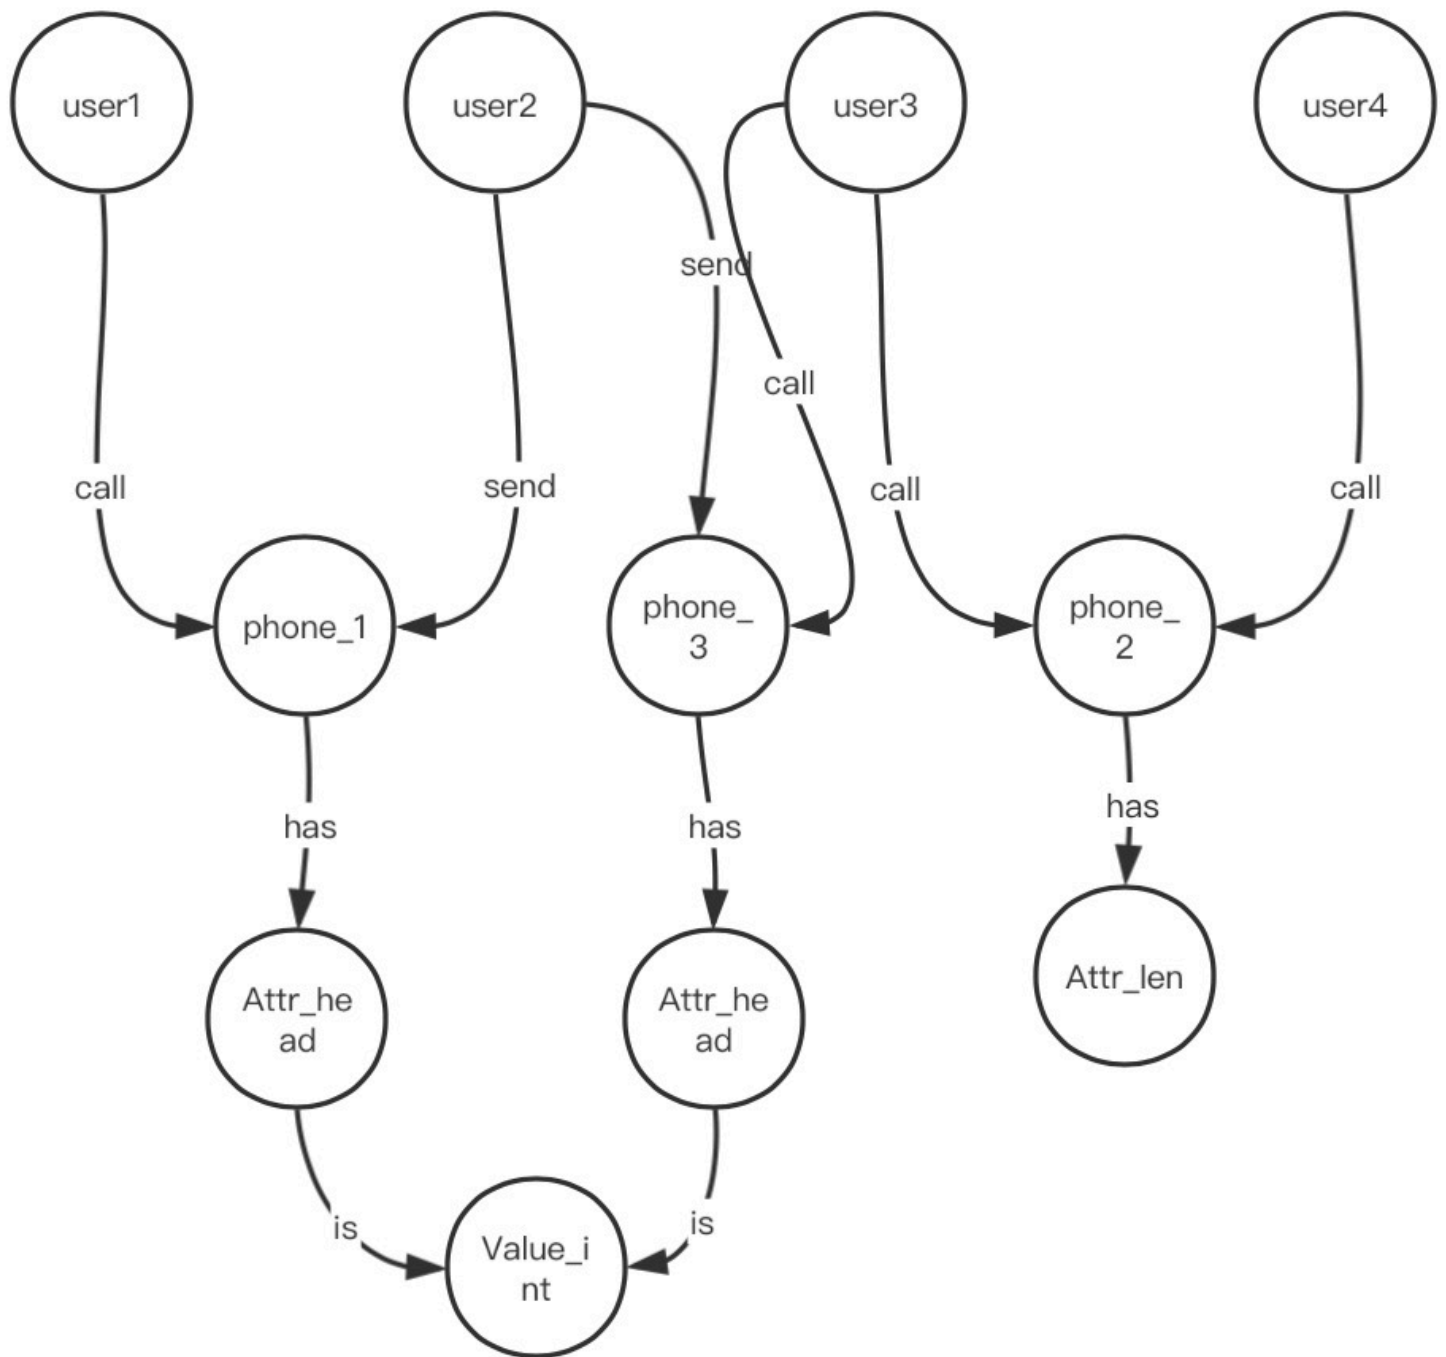 user1
user2
user3
user4
send
call
call
send
call
call
phone_1
phone_
3
phone_
2
has
has
has
Attr_he
ad
Attr_he
ad
Attr_len
is
is
Value_i
nt